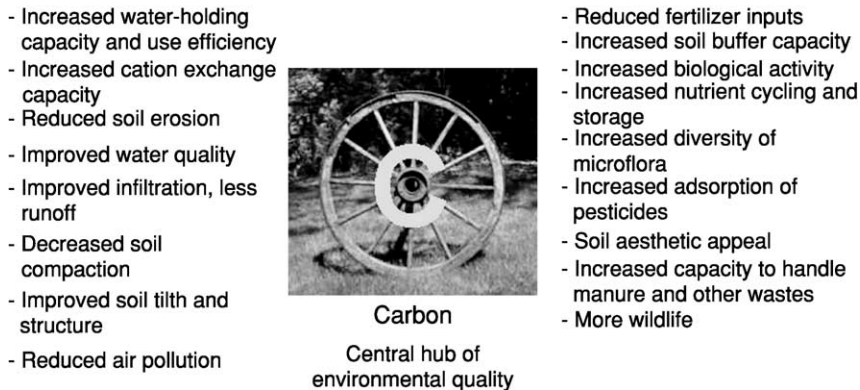 - Increased water-holding
capacity and use efficiency
- Increased cation exchange
capacity
- Reduced soil erosion
- Improved water quality
- Improved infiltration, less
runoff
- Decreased soil
compaction
- Improved soil tilth and
structure
- Reduced air pollution
C
Carbon
Central hub of
environmental quality
- Reduced fertilizer inputs
- Increased soil buffer capacity
- Increased biological activity
- Increased nutrient cycling and
storage
- Increased diversity of
microflora
- Increased adsorption of
pesticides
- Soil aesthetic appeal
- Increased capacity to handle
manure and other wastes
- More wildlife